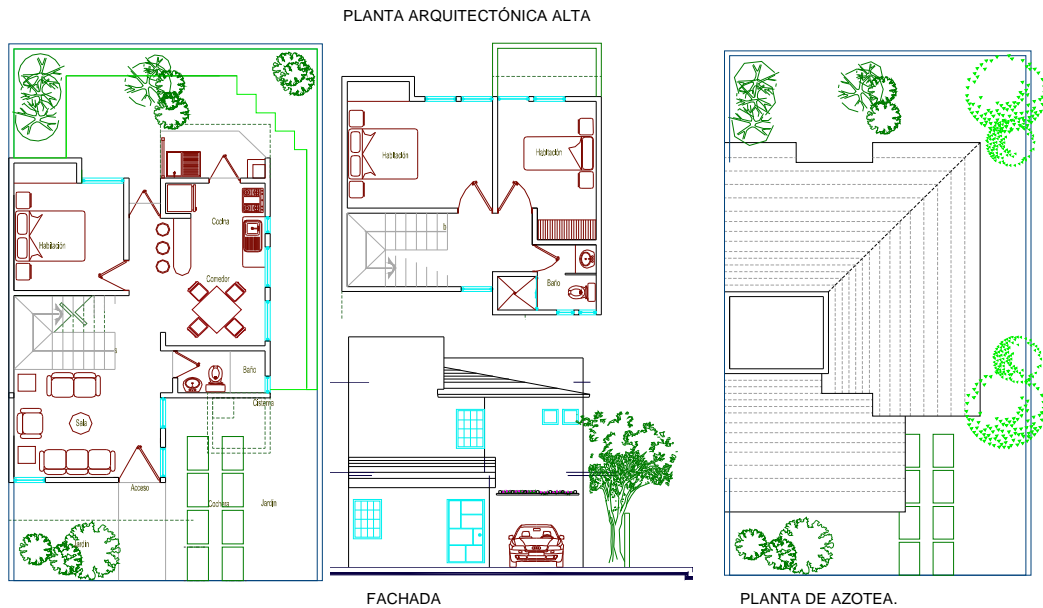 PLANTA ARQUITECTÓNICA ALTA
Habitación
Cocina
Comedor
Baño
Sala
Cisterna
Acceso
Cochera
Jardín
Jardín
Habitación
Habitación
Baño
FACHADA
PLANTA DE AZOTEA.